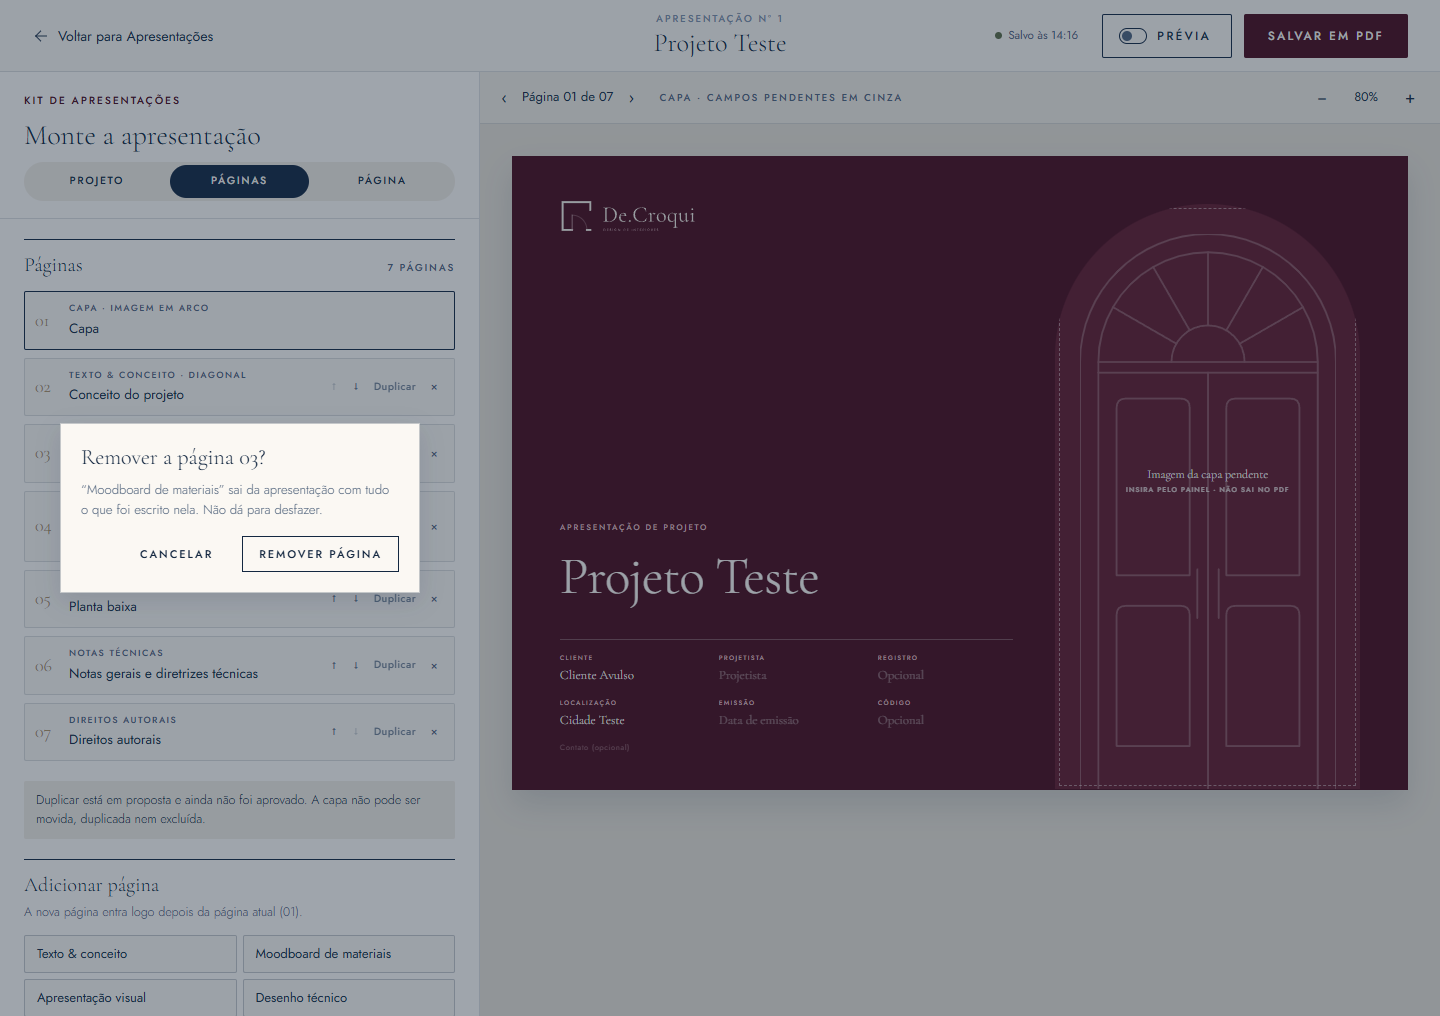 ← Voltar para Apresentações
APRESENTAÇÃO Nº 1
Projeto Teste
Salvo às 14:16
PRÉVIA
SALVAR EM PDF
KIT DE APRESENTAÇÕES
Monte a apresentação
PROJETO
PÁGINAS
PÁGINA
‹ Página 01 de 07 ›
CAPA · CAMPOS PENDENTES EM CINZA
− 80% +
Páginas
7 PÁGINAS
01
CAPA · IMAGEM EM ARCO
Capa
02
TEXTO & CONCEITO · DIAGONAL
Conceito do projeto
↑ ↓ Duplicar ×
03
×
Remover a página 03?
“Moodboard de materiais” sai da apresentação com tudo
o que foi escrito nela. Não dá para desfazer.
CANCELAR
REMOVER PÁGINA
04
×
05
Planta baixa
↑ ↓ Duplicar ×
06
NOTAS TÉCNICAS
Notas gerais e diretrizes técnicas
↑ ↓ Duplicar ×
07
DIREITOS AUTORAIS
Direitos autorais
↑ ↓ Duplicar ×
Duplicar está em proposta e ainda não foi aprovado. A capa não pode ser
movida, duplicada nem excluída.
Adicionar página
A nova página entra logo depois da página atual (01).
Texto & conceito
Moodboard de materiais
Apresentação visual
Desenho técnico
De.Croqui
DESIGN DE INTERIORES
Imagem da capa pendente
INSIRA PELO PAINEL · NÃO SAI NO PDF
APRESENTAÇÃO DE PROJETO
Projeto Teste
CLIENTE
Cliente Avulso
PROJETISTA
Projetista
REGISTRO
Opcional
LOCALIZAÇÃO
Cidade Teste
EMISSÃO
Data de emissão
CÓDIGO
Opcional
Contato (opcional)